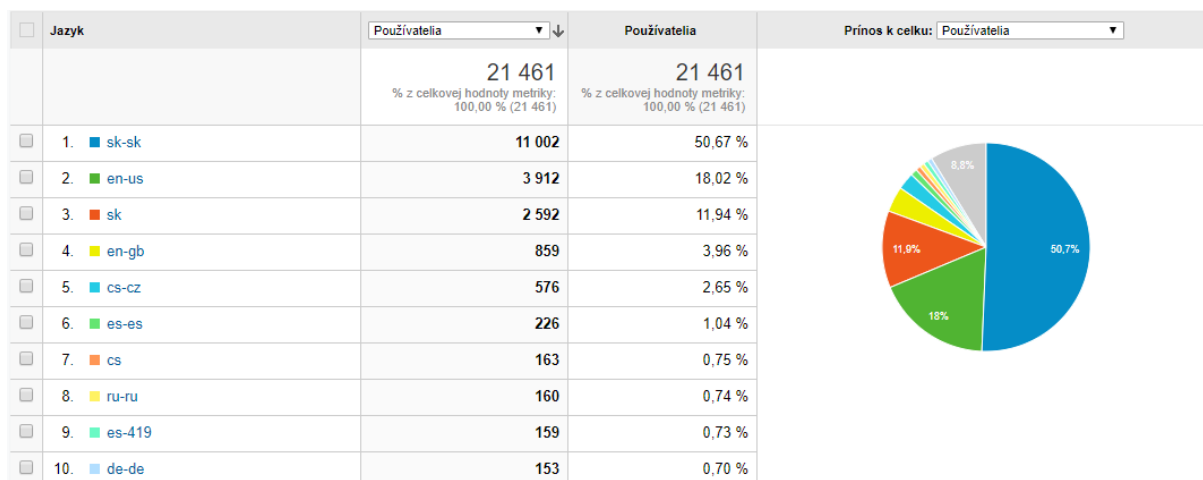 Jazyk Používatelia Používatelia Prínos k celku: Používatelia
21 461 21 461
% z celkovej hodnoty metriky: % z celkovej hodnoty metriky:
100,00 % (21 461) 100,00 % (21 461)
1. sk-sk 11 002 50,67 %
2. en-us 3 912 18,02 %
3. sk 2 592 11,94 %
4. en-gb 859 3,96 %
5. cs-cz 576 2,65 %
6. es-es 226 1,04 %
7. cs 163 0,75 %
8. ru-ru 160 0,74 %
9. es-419 159 0,73 %
10. de-de 153 0,70 %
8,8%
11,9%
50,7%
18%